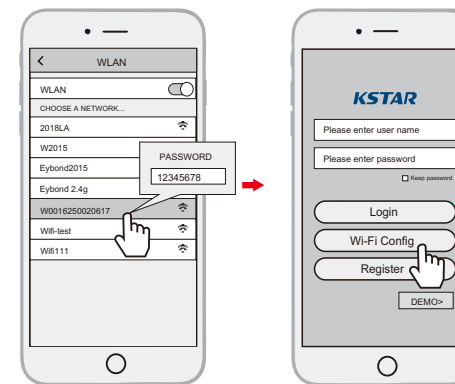 < WLAN
WLAN
CHOOSE A NETWORK...
2018LA
W2015
Eybond2015
Eybond 2.4g
W0016250020617
Wifi-test
Wifi111
PASSWORD
12345678
KSTAR
Please enter user name
Please enter password
Keep password
Login
Wi-Fi Config
Register
DEMO>